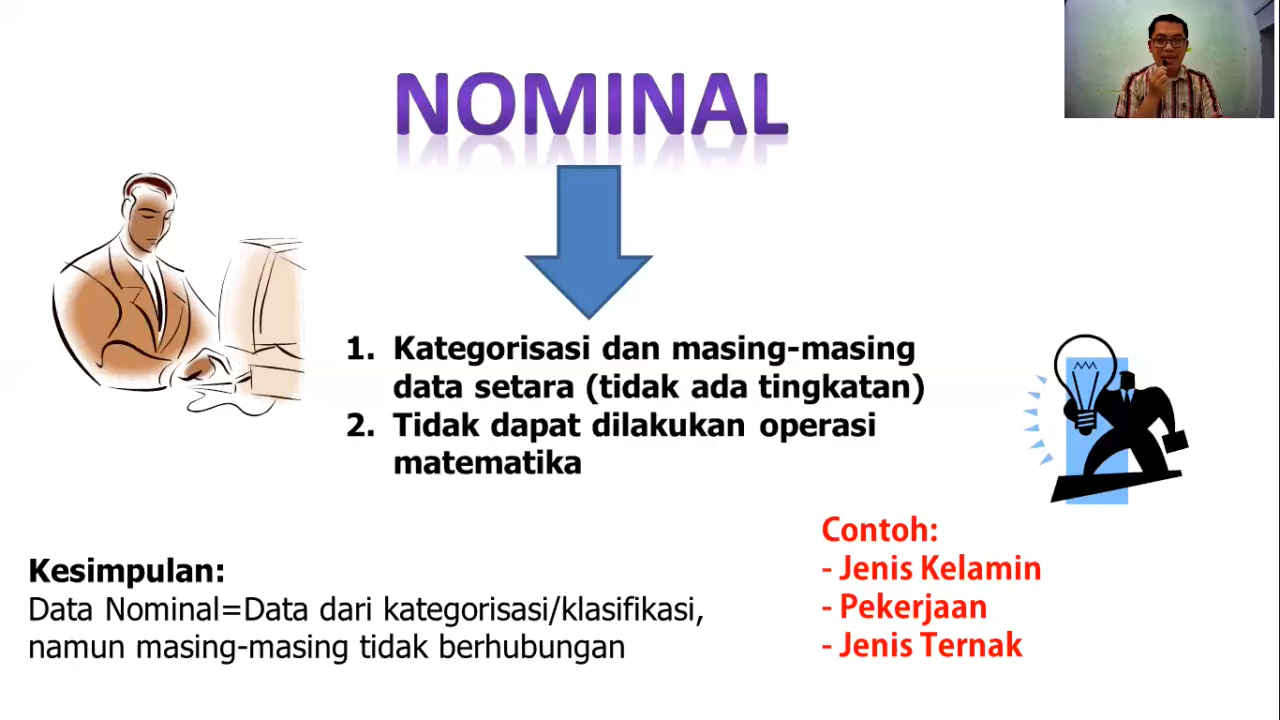 NOMINAL
1. Kategorisasi dan masing-masing
data setara (tidak ada tingkatan)
2. Tidak dapat dilakukan operasi
matematika
Kesimpulan:
Data Nominal=Data dari kategorisasi/klasifikasi,
namun masing-masing tidak berhubungan
Contoh:
- Jenis Kelamin
- Pekerjaan
- Jenis Ternak